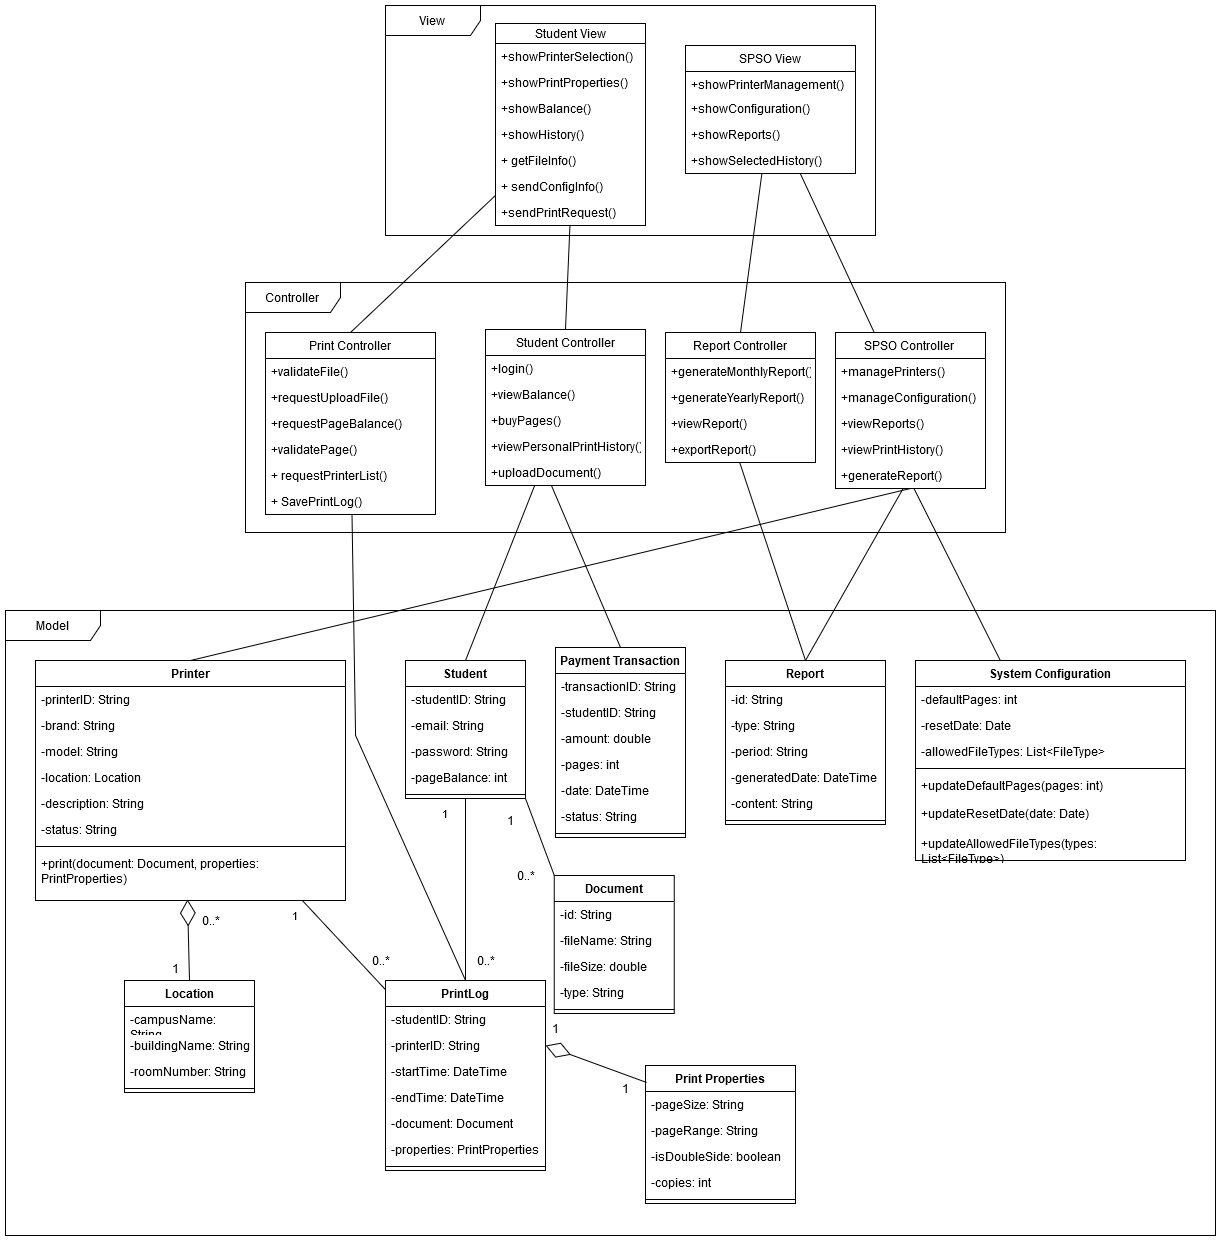 View
Student View
+showPrinterSelection()
+showPrintProperties()
+showBalance()
+showHistory()
+ getFileInfo()
+ sendConfigInfo()
+sendPrintRequest()
SPSO View
+showPrinterManagement()
+showConfiguration()
+showReports()
+showSelectedHistory()
Controller
Print Controller
+validateFile()
+requestUploadFile()
+requestPageBalance()
+validatePage()
+ requestPrinterList()
+ SavePrintLog()
Student Controller
+login()
+viewBalance()
+buyPages()
+viewPersonalPrintHistory()
+uploadDocument()
Report Controller
+generateMonthlyReport()
+generateYearlyReport()
+viewReport()
+exportReport()
SPSO Controller
+managePrinters()
+manageConfiguration()
+viewReports()
+viewPrintHistory()
+generateReport()
Model
Printer
-printerID: String
-brand: String
-model: String
-location: Location
-description: String
-status: String
+print(document: Document, properties:
PrintProperties)
Student
-studentID: String
-email: String
-password: String
-pageBalance: int
Payment Transaction
-transactionID: String
-studentID: String
-amount: double
-pages: int
-date: DateTime
-status: String
Report
-id: String
-type: String
-period: String
-generatedDate: DateTime
-content: String
System Configuration
-defaultPages: int
-resetDate: Date
-allowedFileTypes: List<FileType>
+updateDefaultPages(pages: int)
+updateResetDate(date: Date)
+updateAllowedFileTypes(types:
List<FileType>)
1
1
0..*
0..*
1
0..*
1
0..*
Document
-id: String
-fileName: String
-fileSize: double
-type: String
Location
-campusName:
String
-buildingName: String
-roomNumber: String
PrintLog
-studentID: String
-printerID: String
-startTime: DateTime
-endTime: DateTime
-document: Document
-properties: PrintProperties
1
1
Print Properties
-pageSize: String
-pageRange: String
-isDoubleSide: boolean
-copies: int